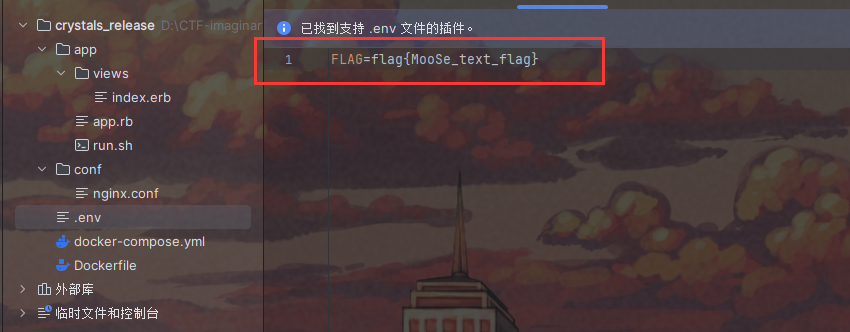 crystals_release D:\CTF-imaginar
app
views
index.erb
app.rb
run.sh
conf
nginx.conf
.env
docker-compose.yml
Dockerfile
外部库
临时文件和控制台
已找到支持 .env 文件的插件。
1 FLAG=flag{MooSe_text_flag}